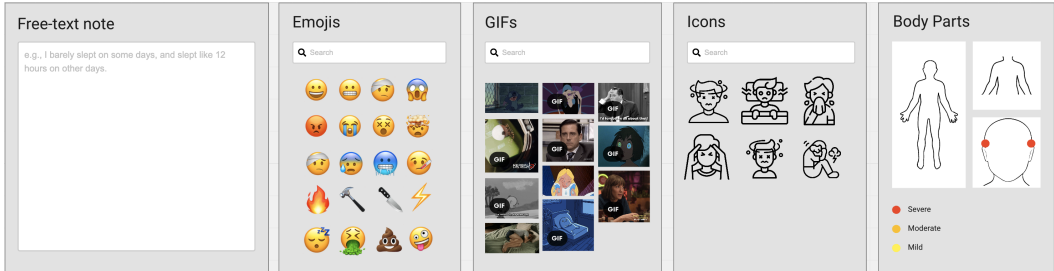 Free-text note
e.g., I barely slept on some days, and slept like 12
hours on other days.
Emojis
Search
GIFs
Search
GIF
GIF
GIF
GIF
GIF
GIF
GIF
Icons
Search
Body Parts
Severe
Moderate
Mild